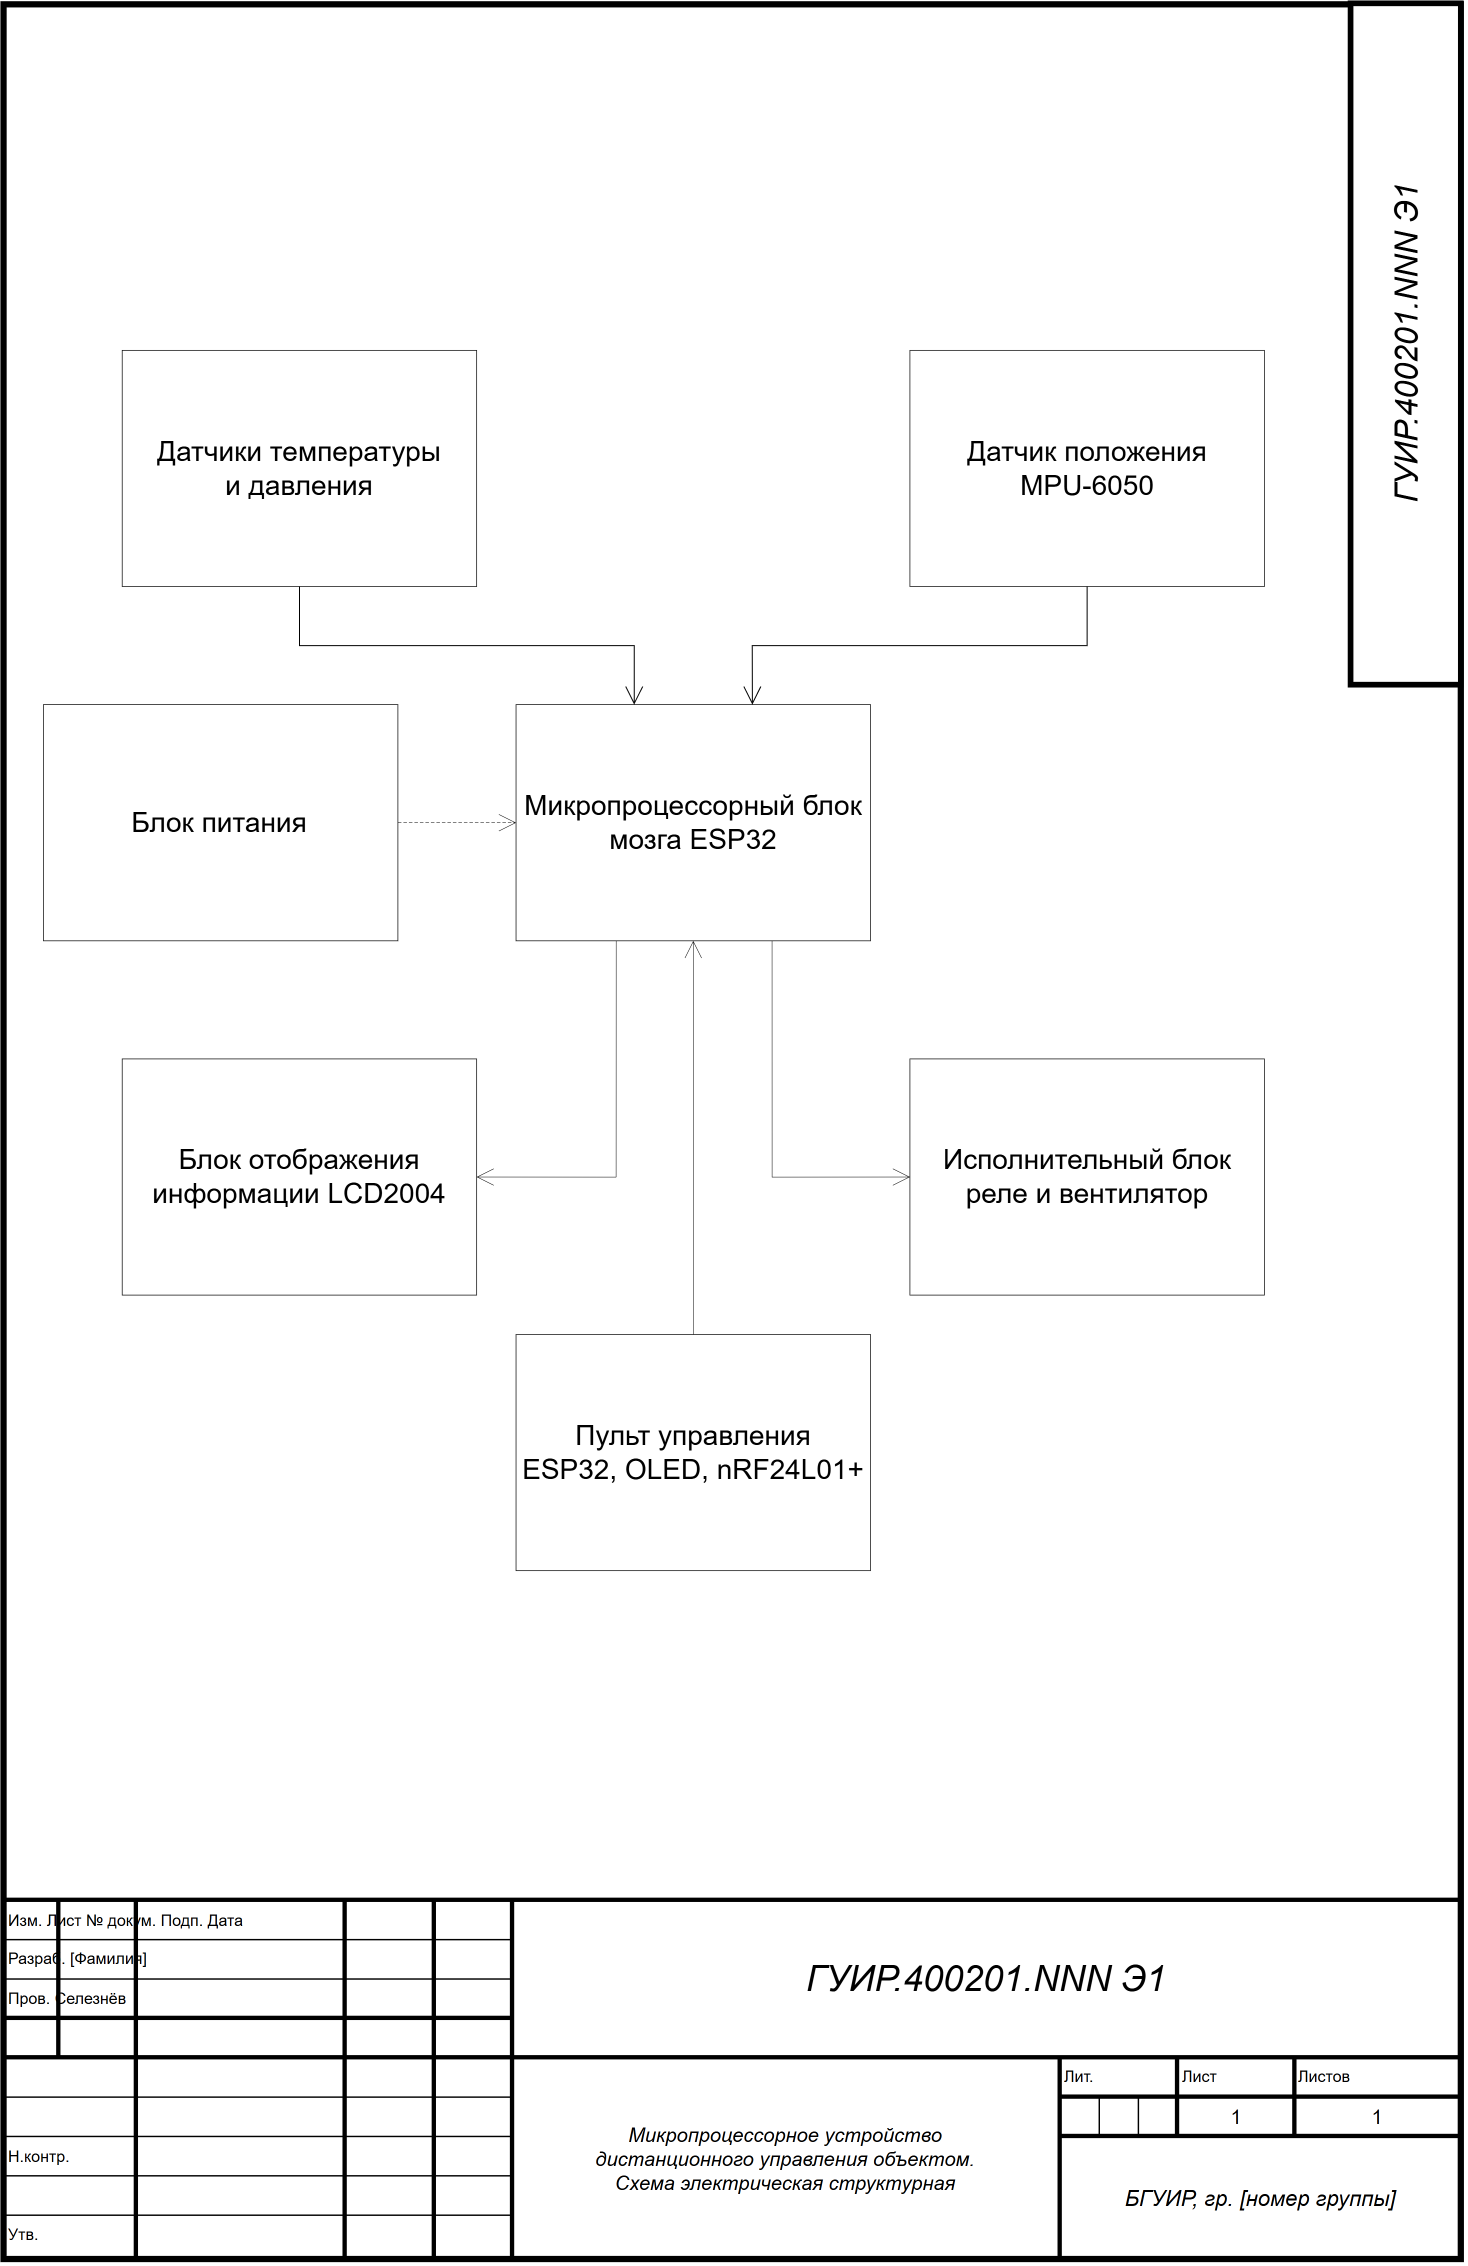 ГУИР.400201.NNN Э1
Датчики температуры
и давления
Датчик положения
MPU-6050
Блок питания
Микропроцессорный блок
мозга ESP32
Блок отображения
информации LCD2004
Исполнительный блок
реле и вентилятор
Пульт управления
ESP32, OLED, nRF24L01+
Изм. Лист № докум. Подп. Дата
Разраб. [Фамилия]
Пров. Селезнёв
ГУИР.400201.NNN Э1
Н.контр.
Утв.
Микропроцессорное устройство
дистанционного управления объектом.
Схема электрическая структурная
Лит. Лист Листов
1 1
БГУИР, гр. [номер группы]